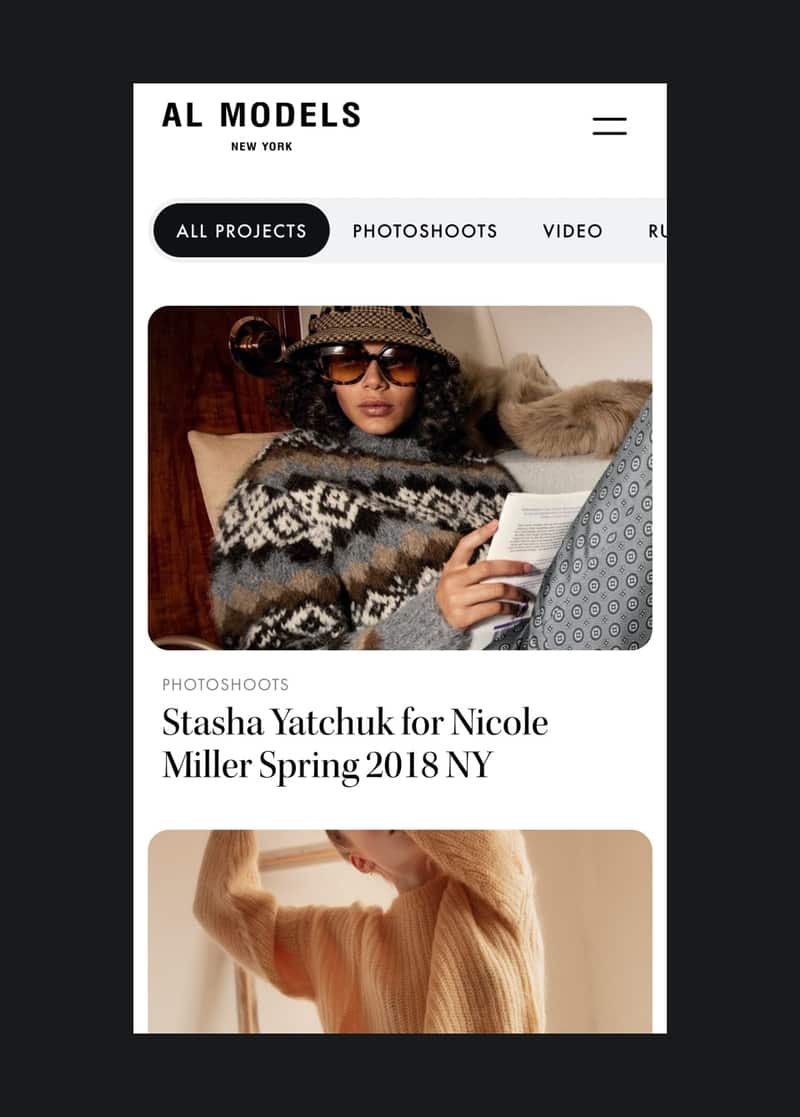 AL MODELS
NEW YORK
ALL PROJECTS PHOTOSHOOTS VIDEO RU
PHOTOSHOOTS
Stasha Yatchuk for Nicole
Miller Spring 2018 NY